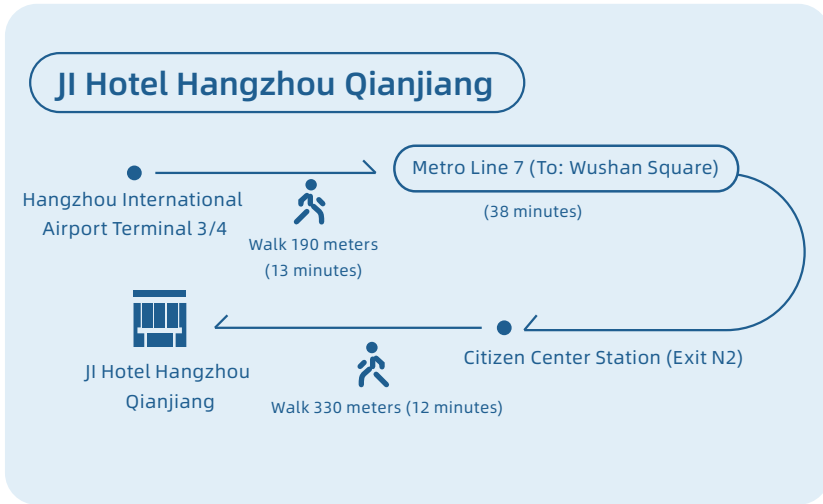 JI Hotel Hangzhou Qianjiang
Hangzhou International
Airport Terminal 3/4
Walk 190 meters
(13 minutes)
Metro Line 7 (To: Wushan Square)
(38 minutes)
Citizen Center Station (Exit N2)
Walk 330 meters (12 minutes)
JI Hotel Hangzhou
Qianjiang